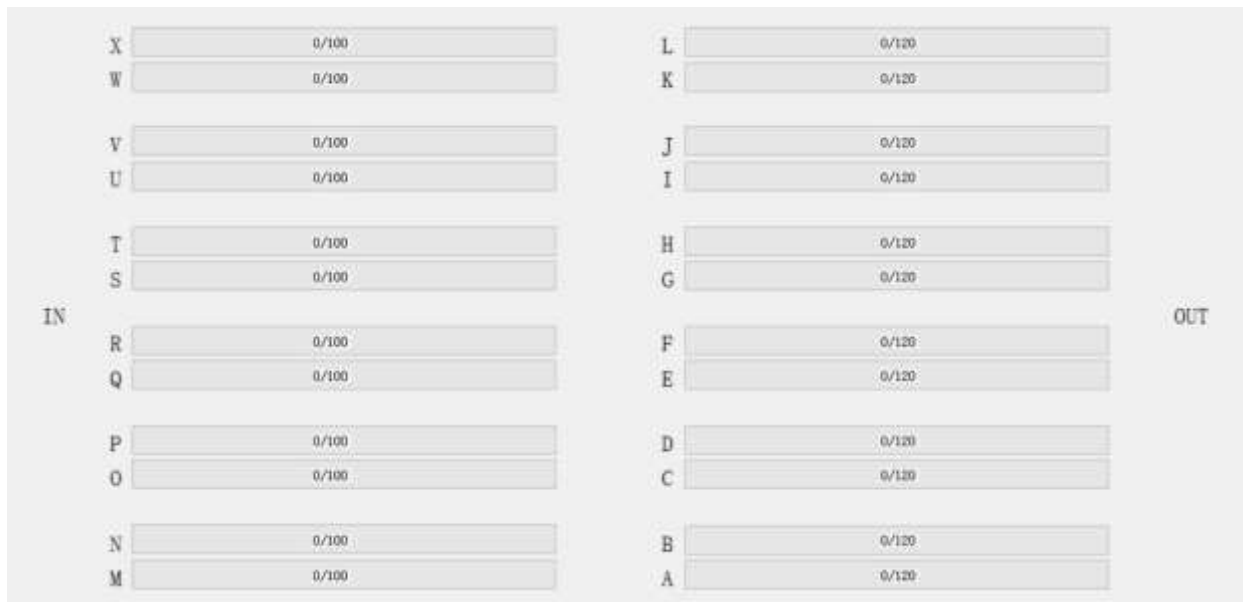 X 0/100 L 0/120
W 0/100 K 0/120
V 0/100 J 0/120
U 0/100 I 0/120
T 0/100 H 0/120
S 0/100 G 0/120
IN OUT
R 0/100 F 0/120
Q 0/100 E 0/120
P 0/100 D 0/120
O 0/100 C 0/120
N 0/100 B 0/120
M 0/100 A 0/120